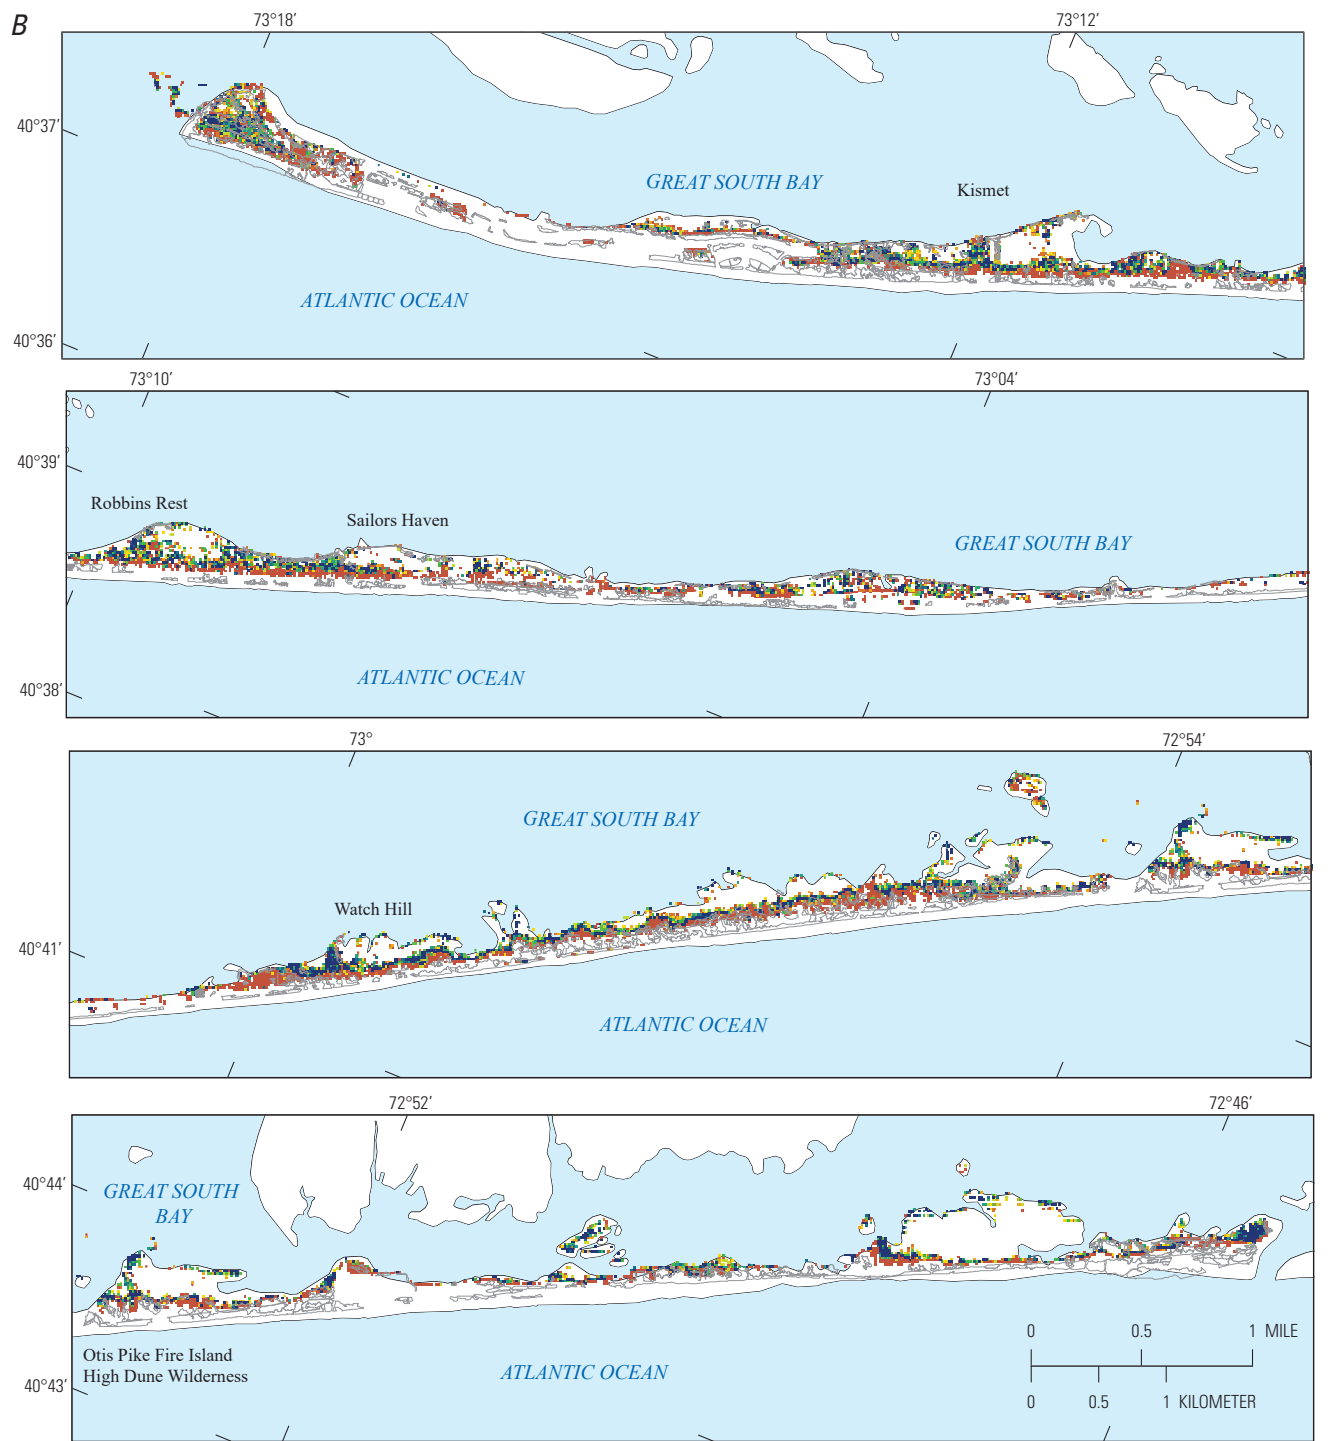 B
73°18′
73°12′
40°37′
GREAT SOUTH BAY
Kismet
ATLANTIC OCEAN
40°36′
73°10′
73°04′
40°39′
Robbins Rest
Sailors Haven
GREAT SOUTH BAY
ATLANTIC OCEAN
40°38′
73°
72°54′
GREAT SOUTH BAY
Watch Hill
40°41′
ATLANTIC OCEAN
72°52′
72°46′
40°44′
GREAT SOUTH
BAY
0 0.5 1 MILE
Otis Pike Fire Island
High Dune Wilderness
ATLANTIC OCEAN
40°43′
0 0.5 1 KILOMETER